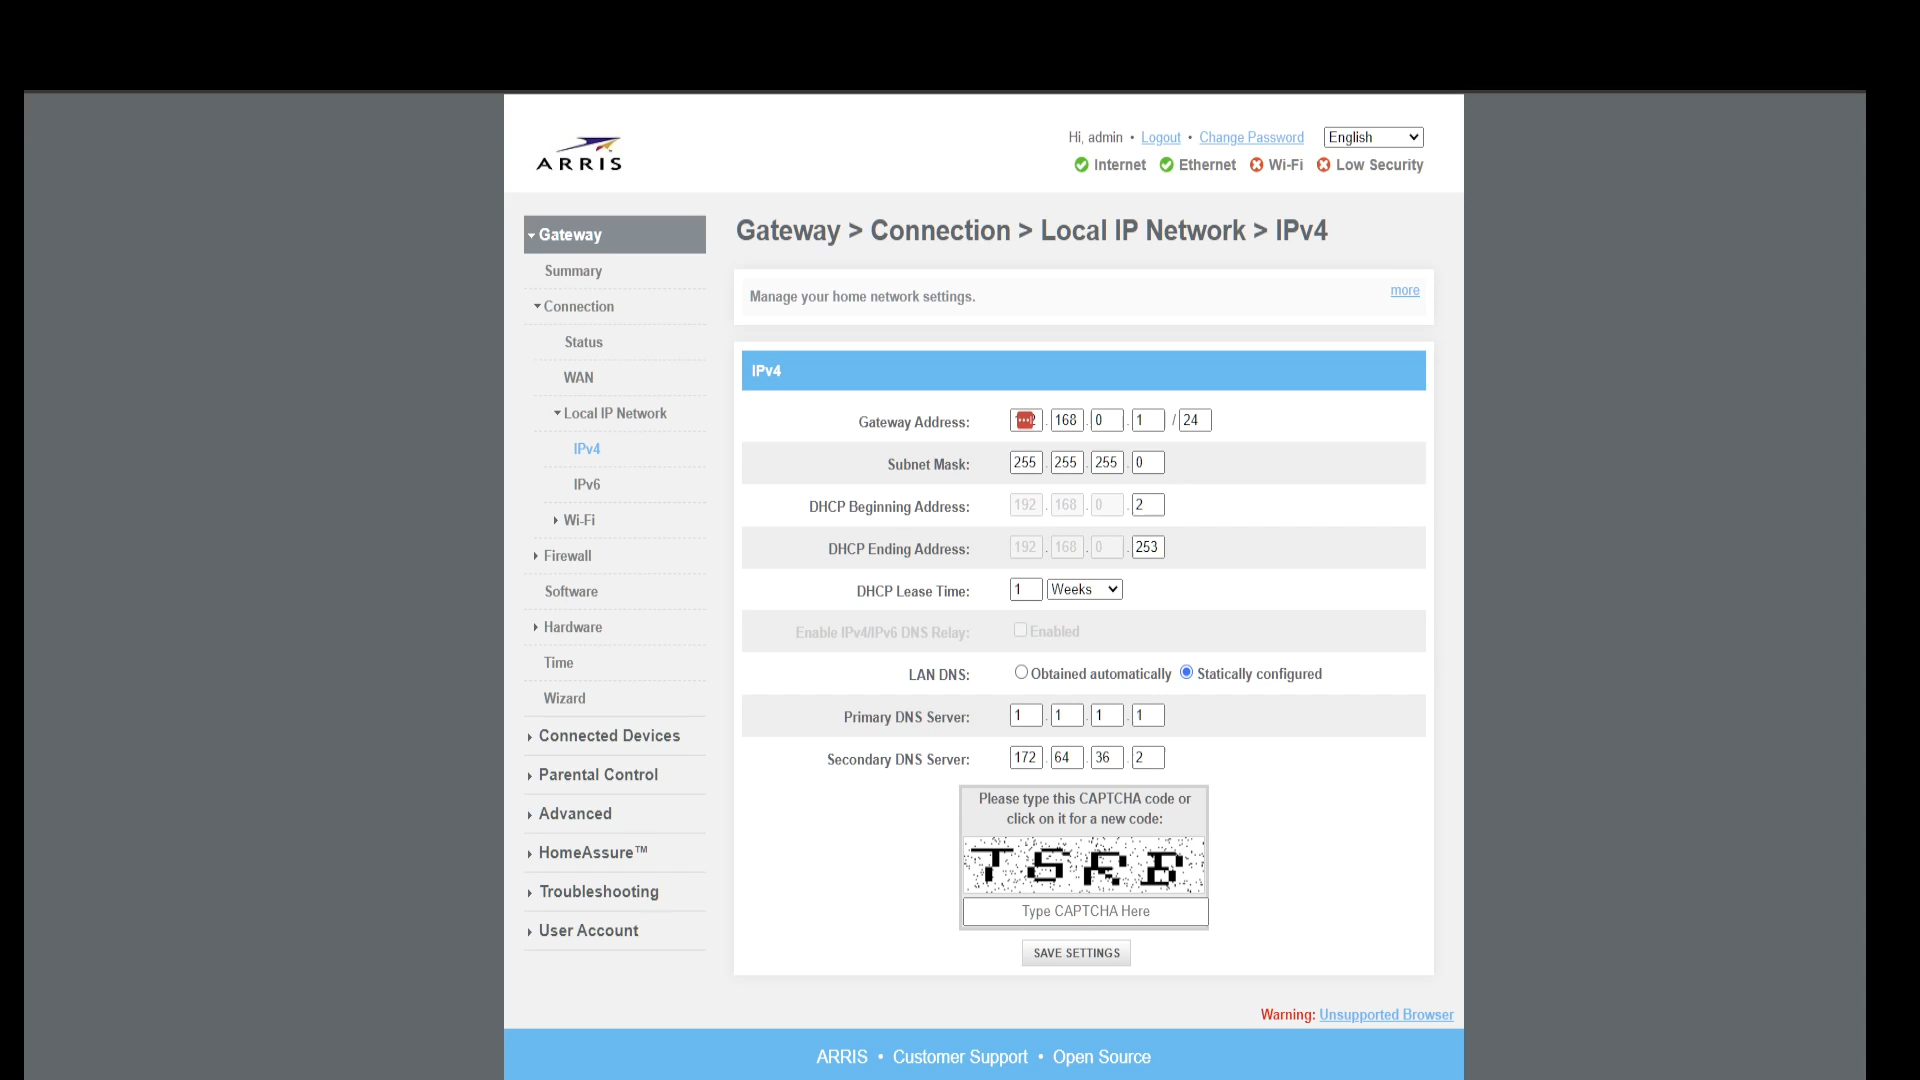 ARRIS
Hi, admin • Logout • Change Password English
Internet Ethernet Wi-Fi Low Security
Gateway
Summary
Connection
Status
WAN
Local IP Network
IPv4
IPv6
Wi-Fi
Firewall
Software
Hardware
Time
Wizard
Connected Devices
Parental Control
Advanced
HomeAssure™
Troubleshooting
User Account
Gateway > Connection > Local IP Network > IPv4
Manage your home network settings. more
IPv4
Gateway Address: . 168 . 0 . 1 / 24
Subnet Mask: 255 . 255 . 255 . 0
DHCP Beginning Address: 192 . 168 . 0 . 2
DHCP Ending Address: 192 . 168 . 0 . 253
DHCP Lease Time: 1 Weeks
Enable IPv4/IPv6 DNS Relay: Enabled
LAN DNS: Obtained automatically Statically configured
Primary DNS Server: 1 . 1 . 1 . 1
Secondary DNS Server: 172 . 64 . 36 . 2
Please type this CAPTCHA code or
click on it for a new code:
TSRB
Type CAPTCHA Here
SAVE SETTINGS
Warning: Unsupported Browser
ARRIS • Customer Support • Open Source